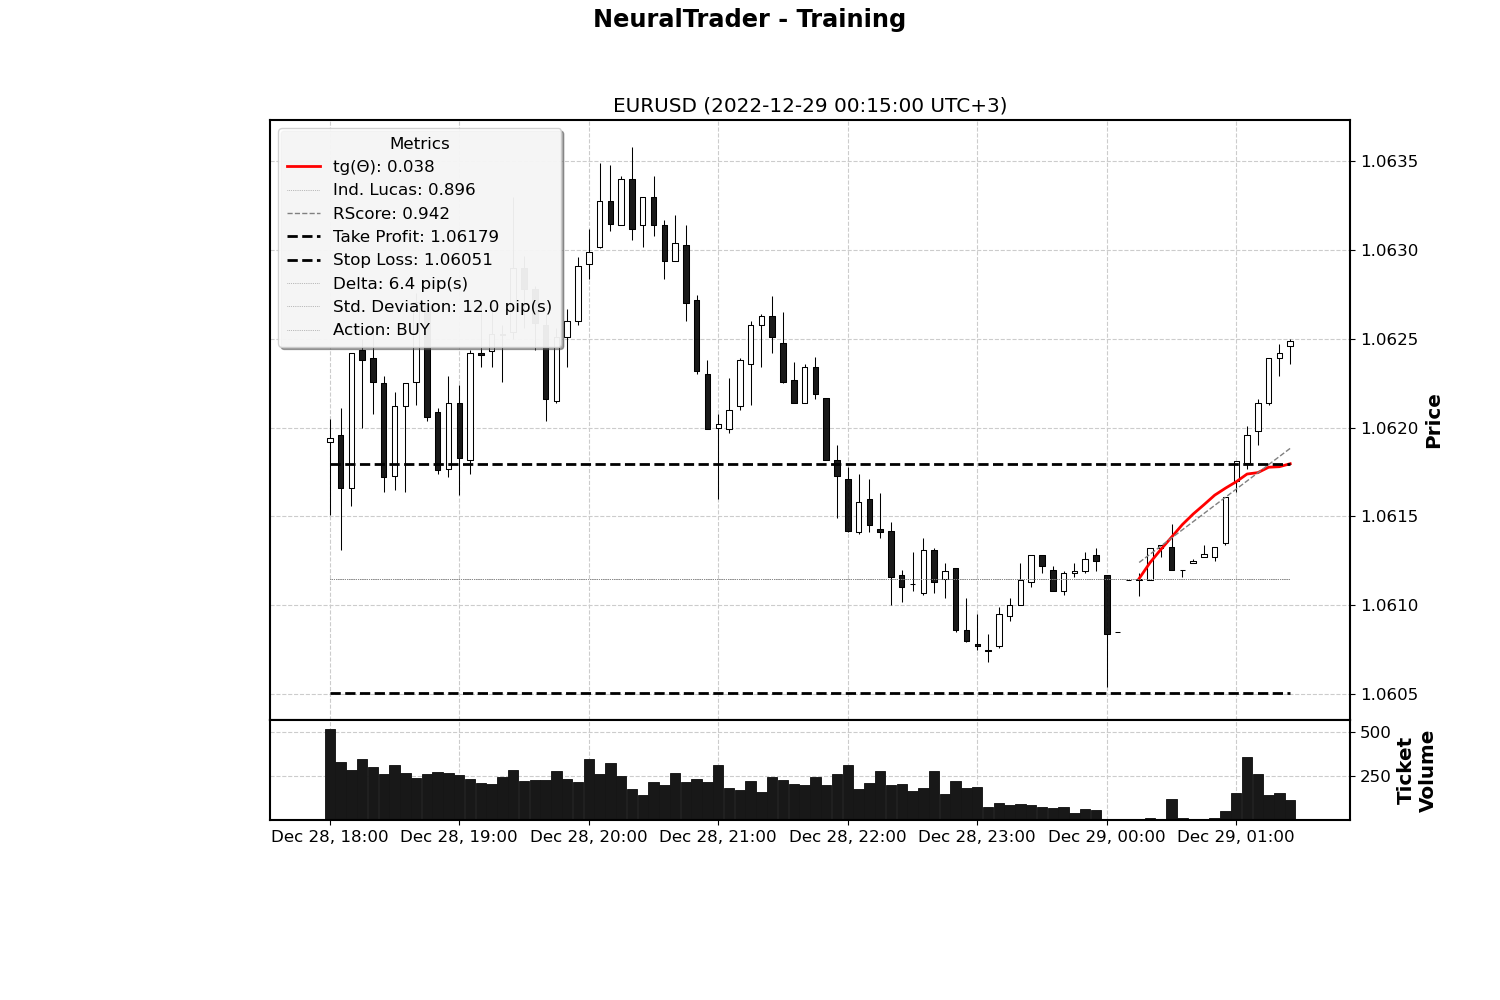 NeuralTrader - Training
EURUSD (2022-12-29 00:15:00 UTC+3)
Metrics
tg(Θ): 0.038
Ind. Lucas: 0.896
RScore: 0.942
Take Profit: 1.06179
Stop Loss: 1.06051
Delta: 6.4 pip(s)
Std. Deviation: 12.0 pip(s)
Action: BUY
1.0635
1.0630
1.0625
1.0620
1.0615
1.0610
1.0605
Price
500
250
Ticket
Volume
Dec 28, 18:00 Dec 28, 19:00 Dec 28, 20:00 Dec 28, 21:00 Dec 28, 22:00 Dec 28, 23:00 Dec 29, 00:00 Dec 29, 01:00